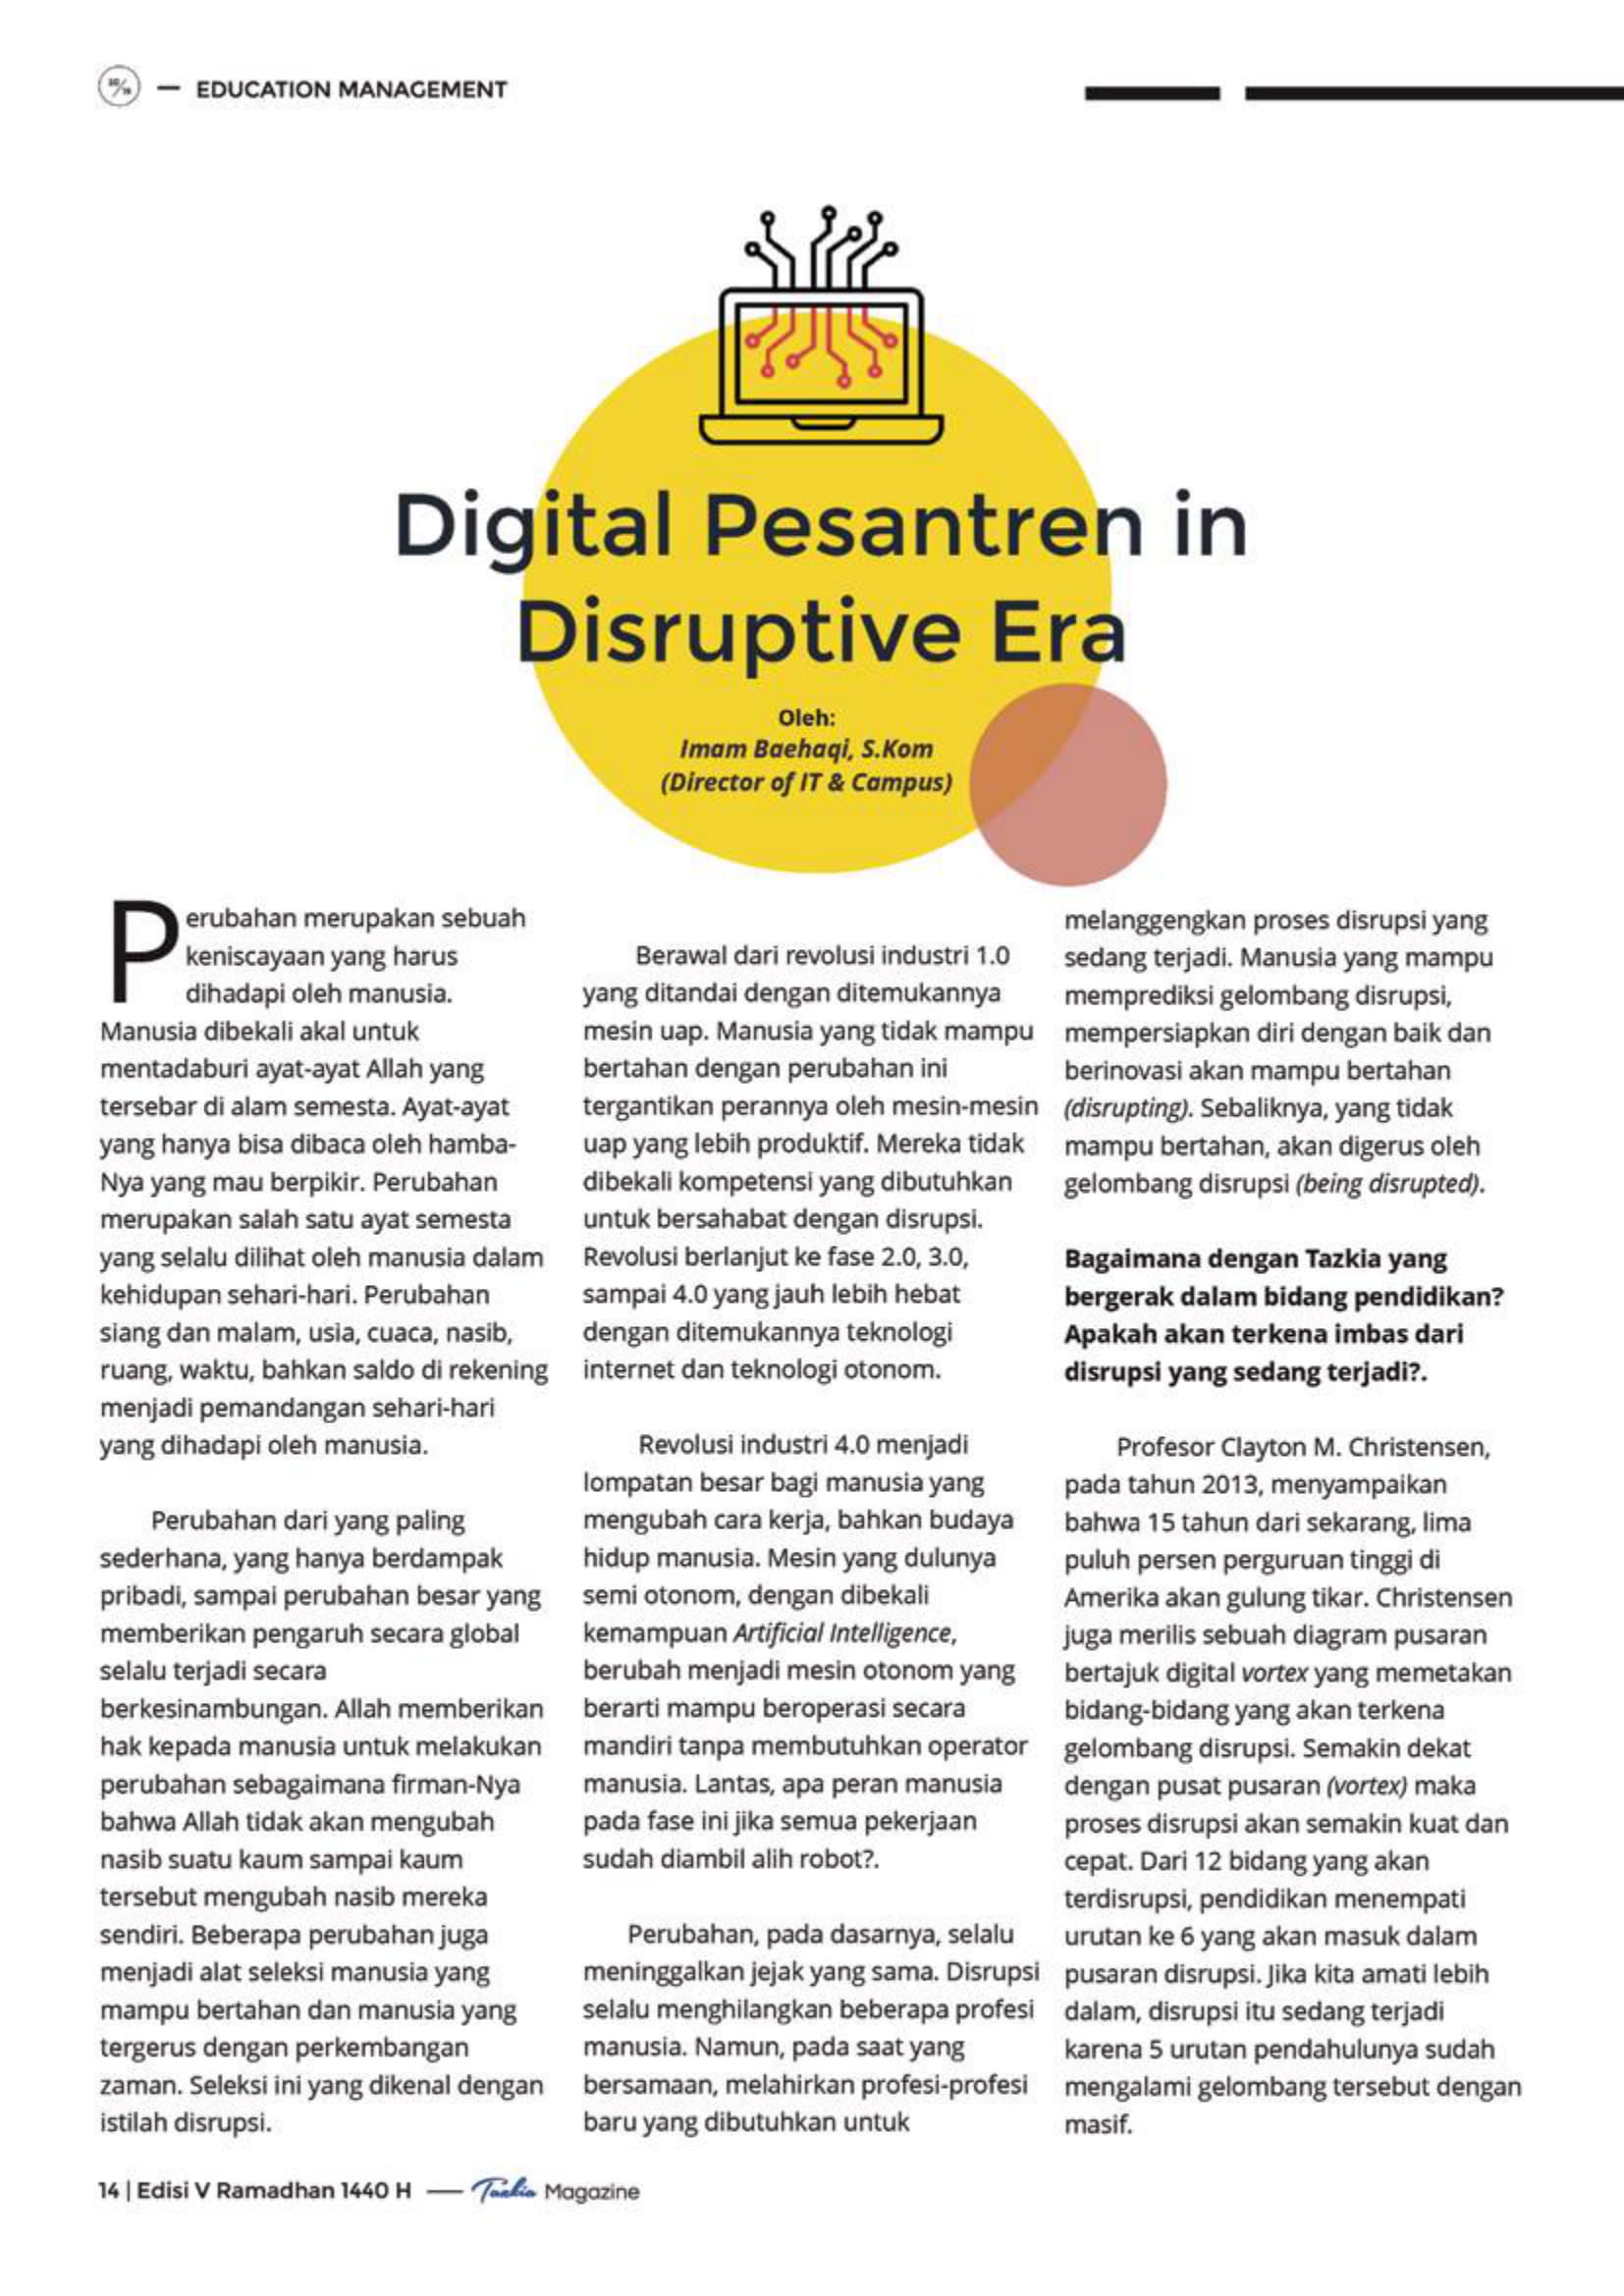 EDUCATION MANAGEMENT
Digital Pesantren in
Disruptive Era
Oleh:
Imam Baehaqi, S.Kom
(Director of IT & Campus)
Perubahan merupakan sebuah
keniscayaan yang harus
dihadapi oleh manusia.
Manusia dibekali akal untuk
mentadaburi ayat-ayat Allah yang
tersebar di alam semesta. Ayat-ayat
yang hanya bisa dibaca oleh hamba-
Nya yang mau berpikir. Perubahan
merupakan salah satu ayat semesta
yang selalu dilihat oleh manusia dalam
kehidupan sehari-hari. Perubahan
siang dan malam, usia, cuaca, nasib,
ruang, waktu, bahkan saldo di rekening
menjadi pemandangan sehari-hari
yang dihadapi oleh manusia.
Perubahan dari yang paling
sederhana, yang hanya berdampak
pribadi, sampai perubahan besar yang
memberikan pengaruh secara global
selalu terjadi secara
berkesinambungan. Allah memberikan
hak kepada manusia untuk melakukan
perubahan sebagaimana firman-Nya
bahwa Allah tidak akan mengubah
nasib suatu kaum sampai kaum
tersebut mengubah nasib mereka
sendiri. Beberapa perubahan juga
menjadi alat seleksi manusia yang
mampu bertahan dan manusia yang
tergerus dengan perkembangan
zaman. Seleksi ini yang dikenal dengan
istilah disrupsi.
Berawal dari revolusi industri 1.0
yang ditandai dengan ditemukannya
mesin uap. Manusia yang tidak mampu
bertahan dengan perubahan ini
tergantikan perannya oleh mesin-mesin
uap yang lebih produktif. Mereka tidak
dibekali kompetensi yang dibutuhkan
untuk bersahabat dengan disrupsi.
Revolusi berlanjut ke fase 2.0, 3.0,
sampai 4.0 yang jauh lebih hebat
dengan ditemukannya teknologi
internet dan teknologi otonom.
Revolusi industri 4.0 menjadi
lompatan besar bagi manusia yang
mengubah cara kerja, bahkan budaya
hidup manusia. Mesin yang dulunya
semi otonom, dengan dibekali
kemampuan Artificial Intelligence,
berubah menjadi mesin otonom yang
berarti mampu beroperasi secara
mandiri tanpa membutuhkan operator
manusia. Lantas, apa peran manusia
pada fase ini jika semua pekerjaan
sudah diambil alih robot?.
Perubahan, pada dasarnya, selalu
meninggalkan jejak yang sama. Disrupsi
selalu menghilangkan beberapa profesi
manusia. Namun, pada saat yang
bersamaan, melahirkan profesi-profesi
baru yang dibutuhkan untuk
melanggengkan proses disrupsi yang
sedang terjadi. Manusia yang mampu
memprediksi gelombang disrupsi,
mempersiapkan diri dengan baik dan
berinovasi akan mampu bertahan
(disrupting). Sebaliknya, yang tidak
mampu bertahan, akan digerus oleh
gelombang disrupsi (being disrupted).
Bagaimana dengan Tazkia yang
bergerak dalam bidang pendidikan?
Apakah akan terkena imbas dari
disrupsi yang sedang terjadi?.
Profesor Clayton M. Christensen,
pada tahun 2013, menyampaikan
bahwa 15 tahun dari sekarang, lima
puluh persen perguruan tinggi di
Amerika akan gulung tikar. Christensen
juga merilis sebuah diagram pusaran
bertajuk digital vortex yang memetakan
bidang-bidang yang akan terkena
gelombang disrupsi. Semakin dekat
dengan pusat pusaran (vortex) maka
proses disrupsi akan semakin kuat dan
cepat. Dari 12 bidang yang akan
terdisrupsi, pendidikan menempati
urutan ke 6 yang akan masuk dalam
pusaran disrupsi. Jika kita amati lebih
dalam, disrupsi itu sedang terjadi
karena 5 urutan pendahulunya sudah
mengalami gelombang tersebut dengan
masif.
14 | Edisi V Ramadhan 1440 H — Tazkia Magazine